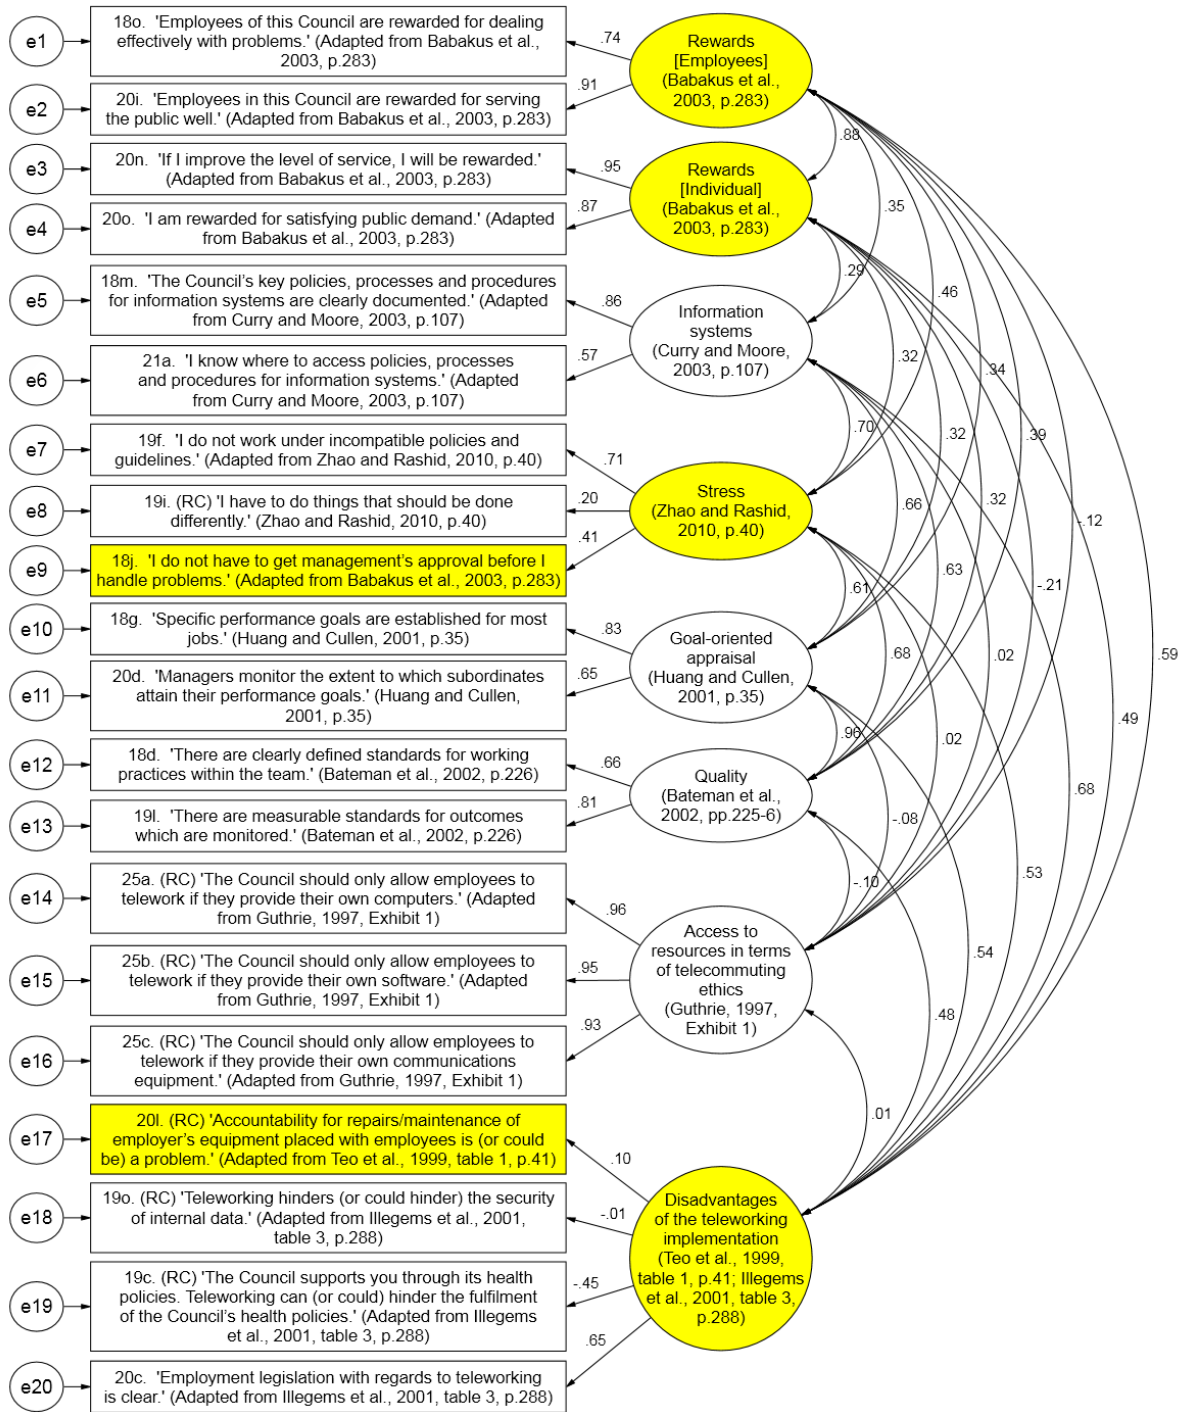 e1
18o. 'Employees of this Council are rewarded for dealing
effectively with problems.' (Adapted from Babakus et al.,
2003, p.283)
.74
Rewards
[Employees]
(Babakus et al.,
2003, p.283)
e2
20i. 'Employees in this Council are rewarded for serving
the public well.' (Adapted from Babakus et al., 2003, p.283)
.91
.88
e3
20n. 'If I improve the level of service, I will be rewarded.'
(Adapted from Babakus et al., 2003, p.283)
.95
Rewards
[Individual]
(Babakus et al.,
2003, p.283)
.35
e4
20o. 'I am rewarded for satisfying public demand.' (Adapted
from Babakus et al., 2003, p.283)
.87
.29
.46
e5
18m. 'The Council's key policies, processes and procedures
for information systems are clearly documented.' (Adapted
from Curry and Moore, 2003, p.107)
.86
Information
systems
(Curry and Moore,
2003, p.107)
.32
.34
e6
21a. 'I know where to access policies, processes
and procedures for information systems.' (Adapted
from Curry and Moore, 2003, p.107)
.57
.70
.32
.39
e7
19f. 'I do not work under incompatible policies and
guidelines.' (Adapted from Zhao and Rashid, 2010, p.40)
.71
e8
19i. (RC) 'I have to do things that should be done
differently.' (Zhao and Rashid, 2010, p.40)
.20
Stress
(Zhao and Rashid,
2010, p.40)
.66
.32
-.12
e9
18j. 'I do not have to get management's approval before I
handle problems.' (Adapted from Babakus et al., 2003, p.283)
.41
.61
.63
-.21
e10
18g. 'Specific performance goals are established for most
jobs.' (Huang and Cullen, 2001, p.35)
.83
Goal-oriented
appraisal
(Huang and Cullen,
2001, p.35)
.68
.02
.59
e11
20d. 'Managers monitor the extent to which subordinates
attain their performance goals.' (Huang and Cullen,
2001, p.35)
.65
.96
.02
.49
e12
18d. 'There are clearly defined standards for working
practices within the team.' (Bateman et al., 2002, p.226)
.66
Quality
(Bateman et al.,
2002, pp.225-6)
.68
e13
19l. 'There are measurable standards for outcomes
which are monitored.' (Bateman et al., 2002, p.226)
.81
-.08
-.10
.53
e14
25a. (RC) 'The Council should only allow employees to
telework if they provide their own computers.' (Adapted
from Guthrie, 1997, Exhibit 1)
.96
Access to
resources in terms
of telecommuting
ethics
(Guthrie, 1997,
Exhibit 1)
.54
e15
25b. (RC) 'The Council should only allow employees to
telework if they provide their own software.' (Adapted
from Guthrie, 1997, Exhibit 1)
.95
.48
e16
25c. (RC) 'The Council should only allow employees to
telework if they provide their own communications
equipment.' (Adapted from Guthrie, 1997, Exhibit 1)
.93
.01
e17
20l. (RC) 'Accountability for repairs/maintenance of
employer's equipment placed with employees is (or could
be) a problem.' (Adapted from Teo et al., 1999, table 1, p.41)
.10
e18
19o. (RC) 'Teleworking hinders (or could hinder) the security
of internal data.' (Adapted from Illegems et al., 2001,
table 3, p.288)
-.01
Disadvantages
of the teleworking
implementation
(Teo et al., 1999,
table 1, p.41; Illegems
et al., 2001, table 3,
p.288)
e19
19c. (RC) 'The Council supports you through its health
policies. Teleworking can (or could) hinder the fulfilment
of the Council's health policies.' (Adapted from Illegems
et al., 2001, table 3, p.288)
-.45
e20
20c. 'Employment legislation with regards to teleworking
is clear.' (Adapted from Illegems et al., 2001, table 3, p.288)
.65